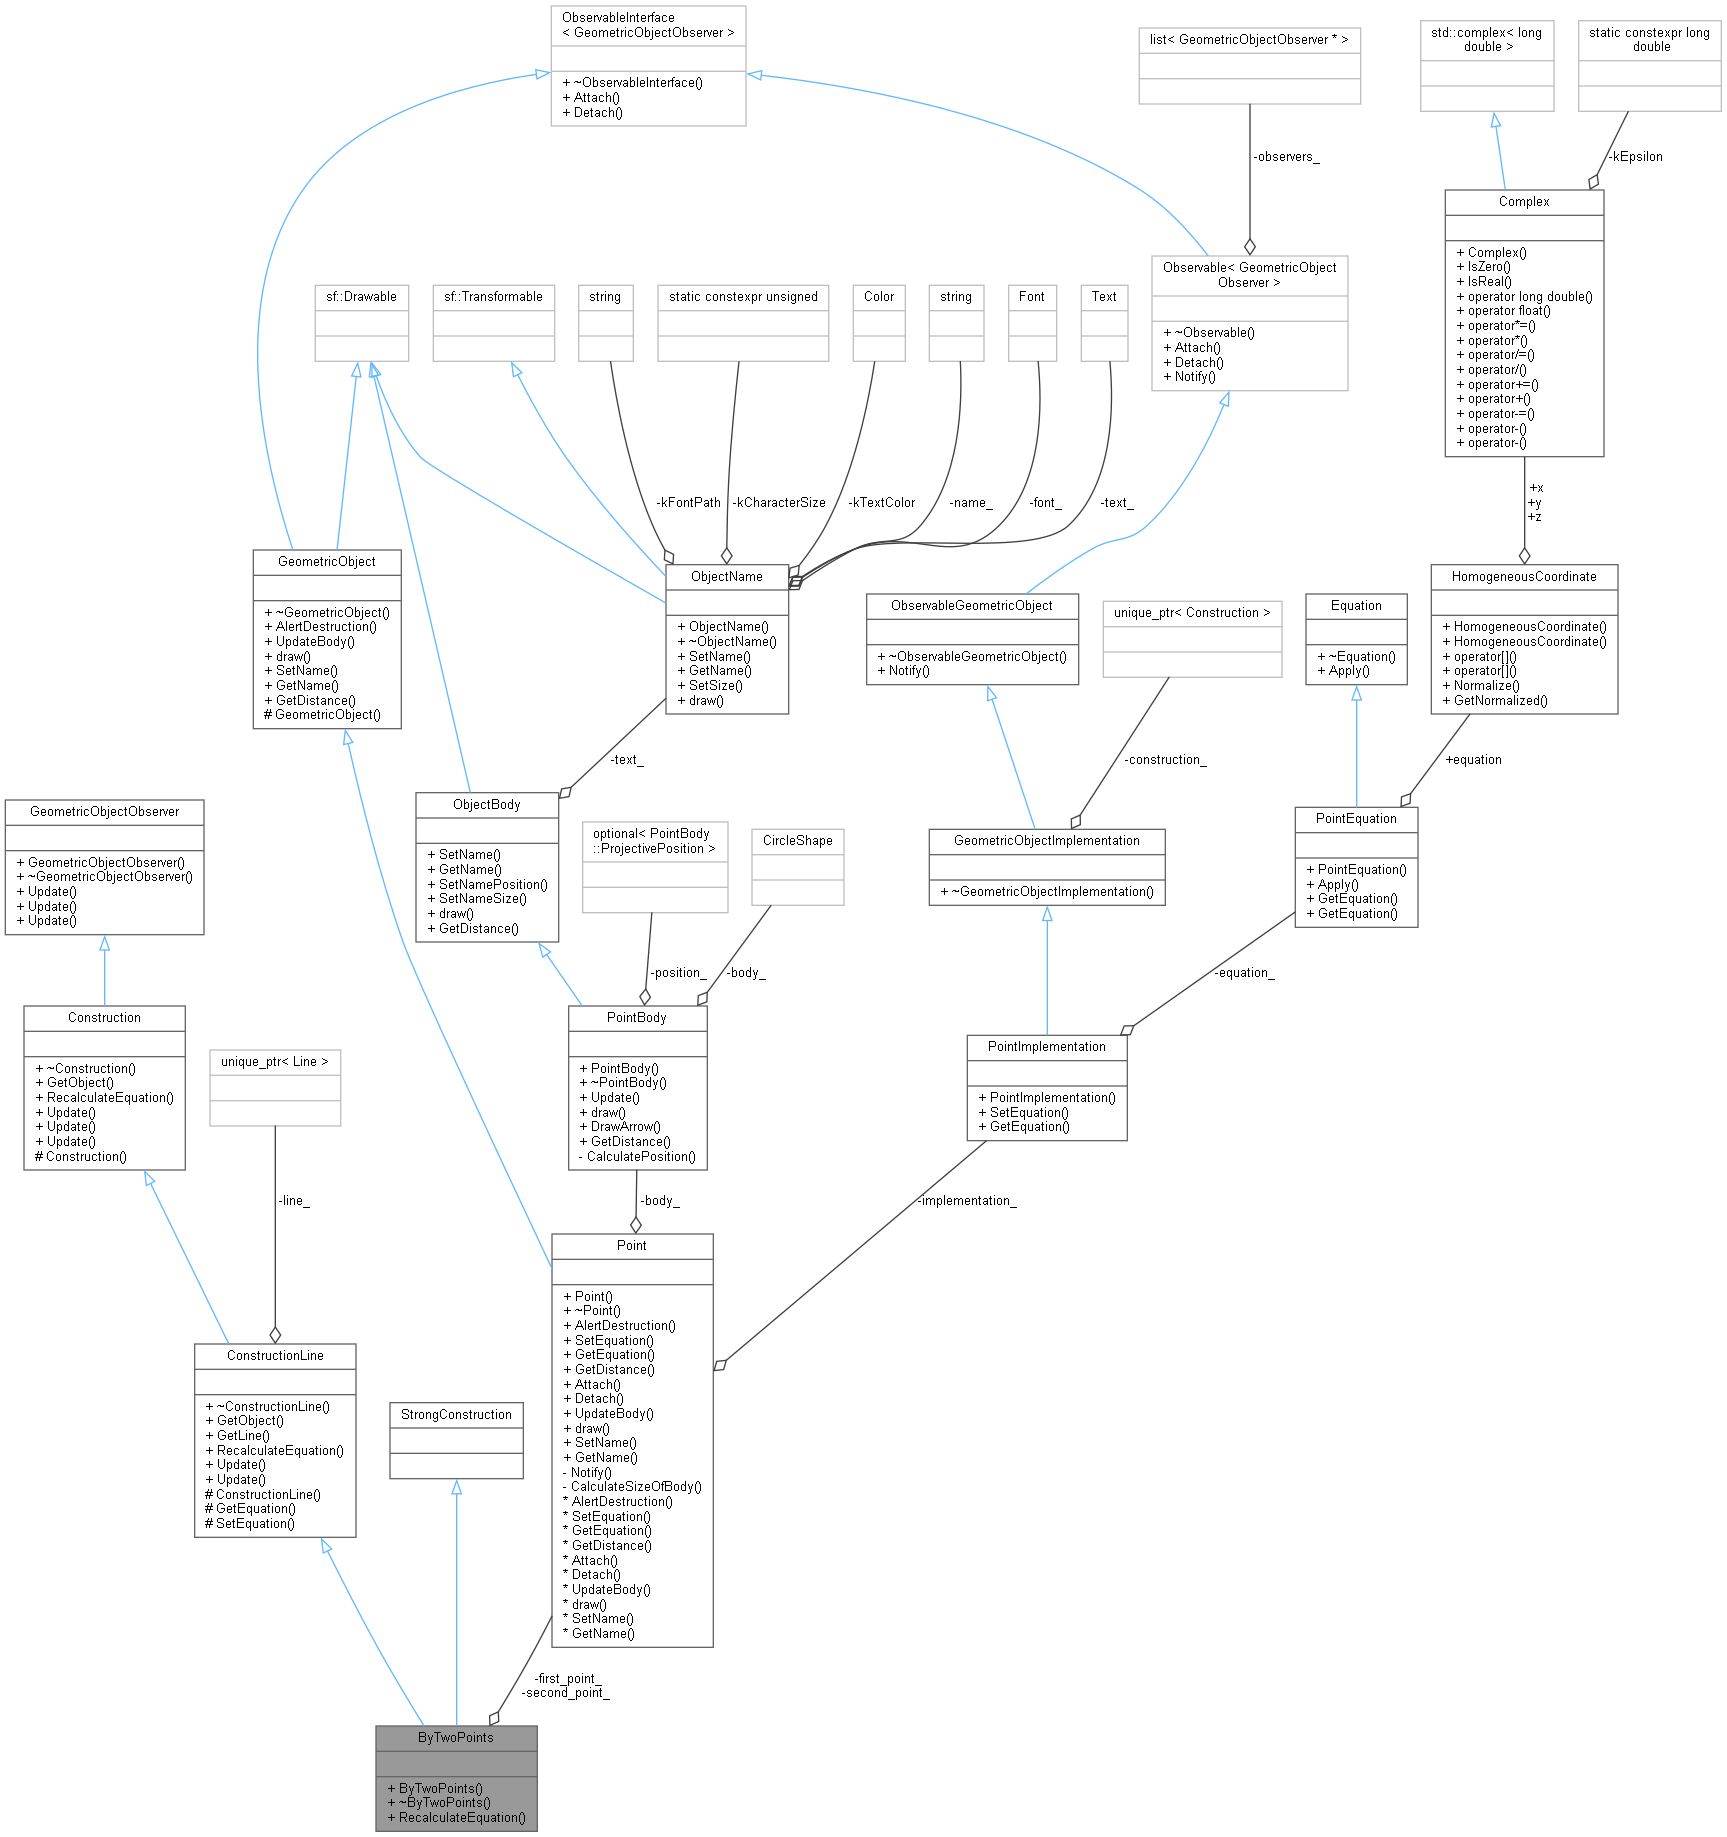 ObservableInterface
< GeometricObjectObserver >
+ ~ObservableInterface()
+ Attach()
+ Detach()
list< GeometricObjectObserver * >
std::complex< long
double >
static constexpr long
double
-observers_
-kEpsilon
Complex
+ Complex()
+ IsZero()
+ IsReal()
+ operator long double()
+ operator float()
+ operator*=()
+ operator*()
+ operator/=()
+ operator/()
+ operator+=()
+ operator+()
+ operator-=()
+ operator-()
+ operator-()
Observable< GeometricObject
Observer >
+ ~Observable()
+ Attach()
+ Detach()
+ Notify()
sf::Drawable
sf::Transformable
string
static constexpr unsigned
Color
string
Font
Text
-kFontPath
-kCharacterSize
-kTextColor
-name_
-font_
-text_
+x
+y
+z
GeometricObject
+ ~GeometricObject()
+ AlertDestruction()
+ UpdateBody()
+ draw()
+ SetName()
+ GetName()
+ GetDistance()
# GeometricObject()
ObjectName
+ ObjectName()
+ ~ObjectName()
+ SetName()
+ GetName()
+ SetSize()
+ draw()
ObservableGeometricObject
+ ~ObservableGeometricObject()
+ Notify()
unique_ptr< Construction >
Equation
+ ~Equation()
+ Apply()
HomogeneousCoordinate
+ HomogeneousCoordinate()
+ HomogeneousCoordinate()
+ operator[]()
+ operator[]()
+ Normalize()
+ GetNormalized()
-text_
-construction_
+equation
GeometricObjectObserver
+ GeometricObjectObserver()
+ ~GeometricObjectObserver()
+ Update()
+ Update()
+ Update()
ObjectBody
+ SetName()
+ GetName()
+ SetNamePosition()
+ SetNameSize()
+ draw()
+ GetDistance()
optional< PointBody
::ProjectivePosition >
CircleShape
GeometricObjectImplementation
+ ~GeometricObjectImplementation()
PointEquation
+ PointEquation()
+ Apply()
+ GetEquation()
+ GetEquation()
-position_
-body_
-equation_
Construction
+ ~Construction()
+ GetObject()
+ RecalculateEquation()
+ Update()
+ Update()
+ Update()
# Construction()
unique_ptr< Line >
PointBody
+ PointBody()
+ ~PointBody()
+ Update()
+ draw()
+ DrawArrow()
+ GetDistance()
- CalculatePosition()
PointImplementation
+ PointImplementation()
+ SetEquation()
+ GetEquation()
-line_
-body_
-implementation_
Point
+ Point()
+ ~Point()
+ AlertDestruction()
+ SetEquation()
+ GetEquation()
+ GetDistance()
+ Attach()
+ Detach()
+ UpdateBody()
+ draw()
+ SetName()
+ GetName()
- Notify()
- CalculateSizeOfBody()
* AlertDestruction()
* SetEquation()
* GetEquation()
* GetDistance()
* Attach()
* Detach()
* UpdateBody()
* draw()
* SetName()
* GetName()
ConstructionLine
+ ~ConstructionLine()
+ GetObject()
+ GetLine()
+ RecalculateEquation()
+ Update()
+ Update()
# ConstructionLine()
# GetEquation()
# SetEquation()
StrongConstruction
-first_point_
-second_point_
ByTwoPoints
+ ByTwoPoints()
+ ~ByTwoPoints()
+ RecalculateEquation()